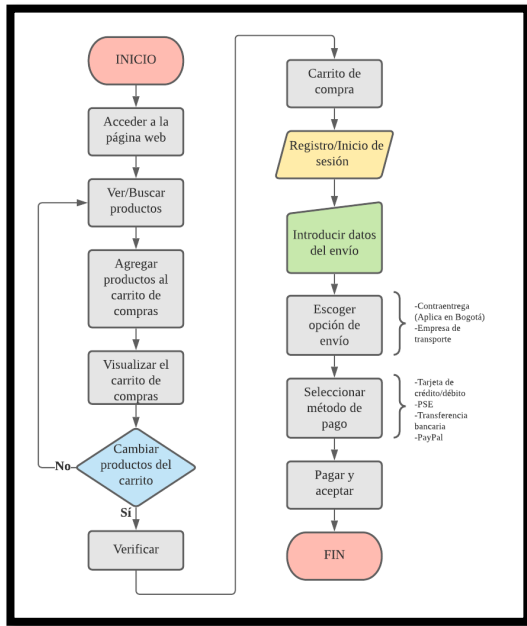 INICIO
Acceder a la
página web
Ver/Buscar
productos
Agregar
productos al
carrito de
compras
Visualizar el
carrito de
compras
Cambiar
productos del
carrito
No
Sí
Verificar
Carrito de
compra
Registro/Inicio de
sesión
Introducir datos
del envío
Escoger
opción de
envío
-Contraentrega
(Aplica en Bogotá)
-Empresa de
transporte
Seleccionar
método de
pago
-Tarjeta de
crédito/débito
-PSE
-Transferencia
bancaria
-PayPal
Pagar y
aceptar
FIN